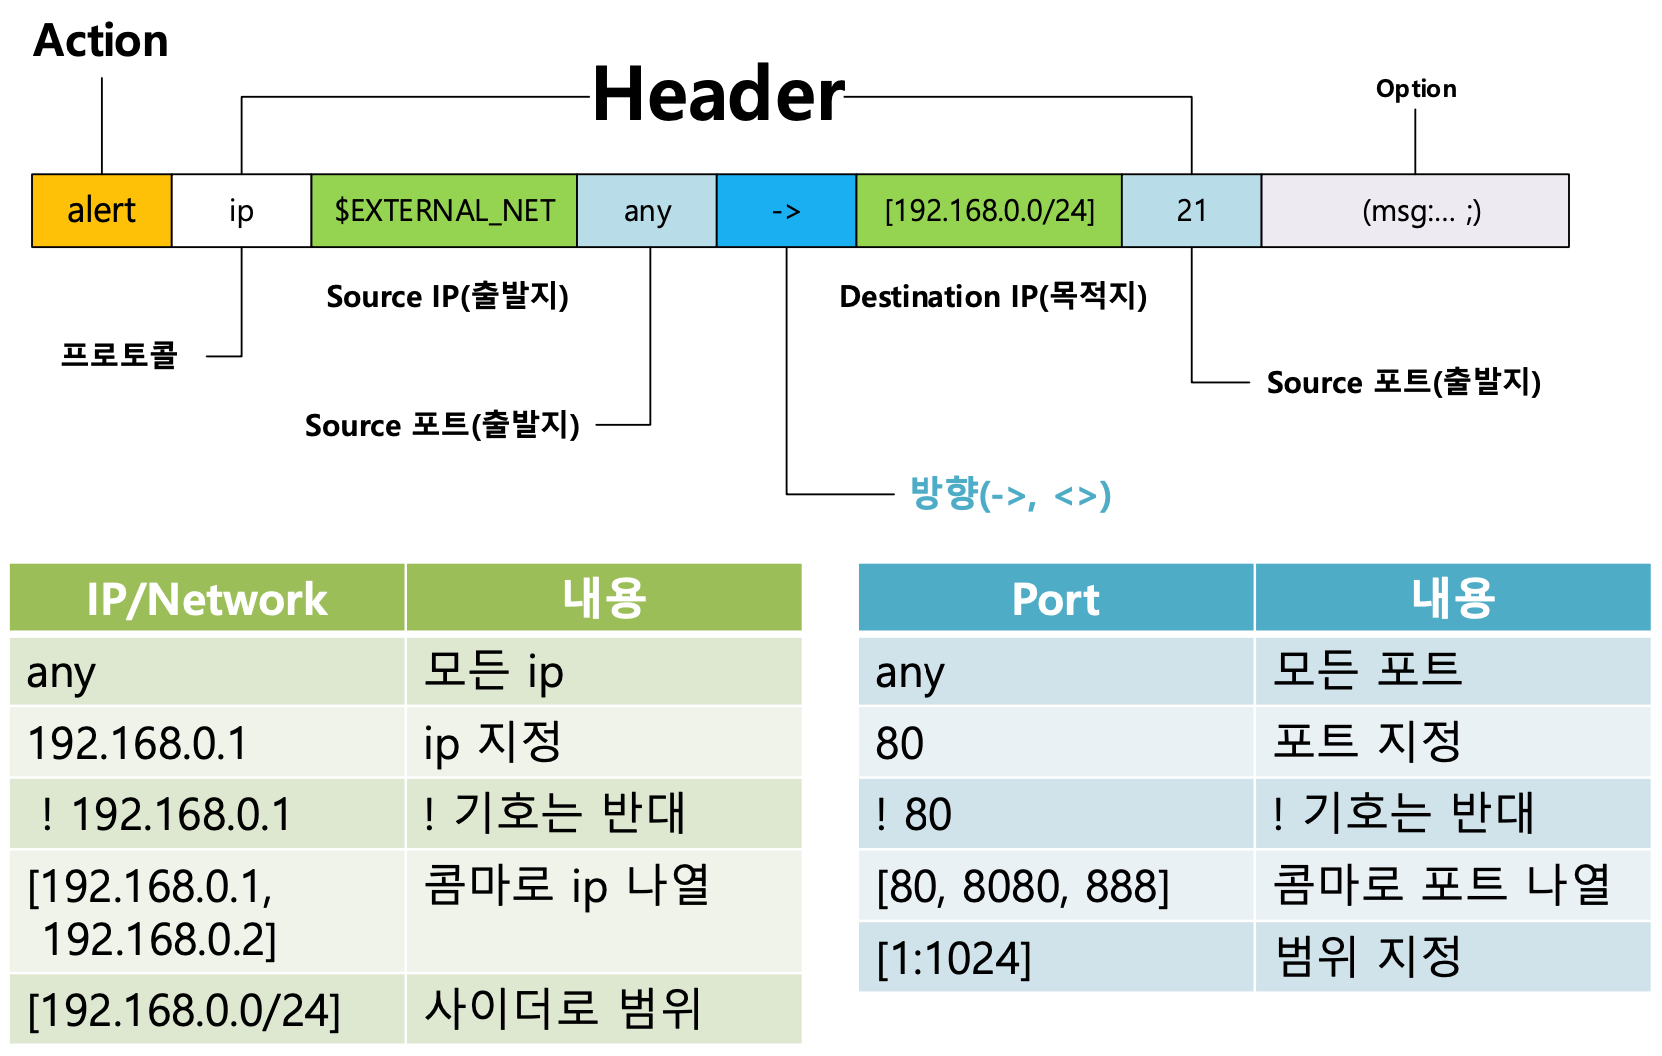 Action
Header
Option
alert
ip
$EXTERNAL_NET
any
->
[192.168.0.0/24]
21
(msg:... ;)
Source IP(출발지)
Destination IP(목적지)
프로토콜
Source 포트(출발지)
Source 포트(출발지)
방향(->, <>)
IP/Network
내용
any
모든 ip
192.168.0.1
ip 지정
! 192.168.0.1
! 기호는 반대
[192.168.0.1,
192.168.0.2]
콤마로 ip 나열
[192.168.0.0/24]
사이더로 범위
Port
내용
any
모든 포트
80
포트 지정
! 80
! 기호는 반대
[80, 8080, 888]
콤마로 포트 나열
[1:1024]
범위 지정